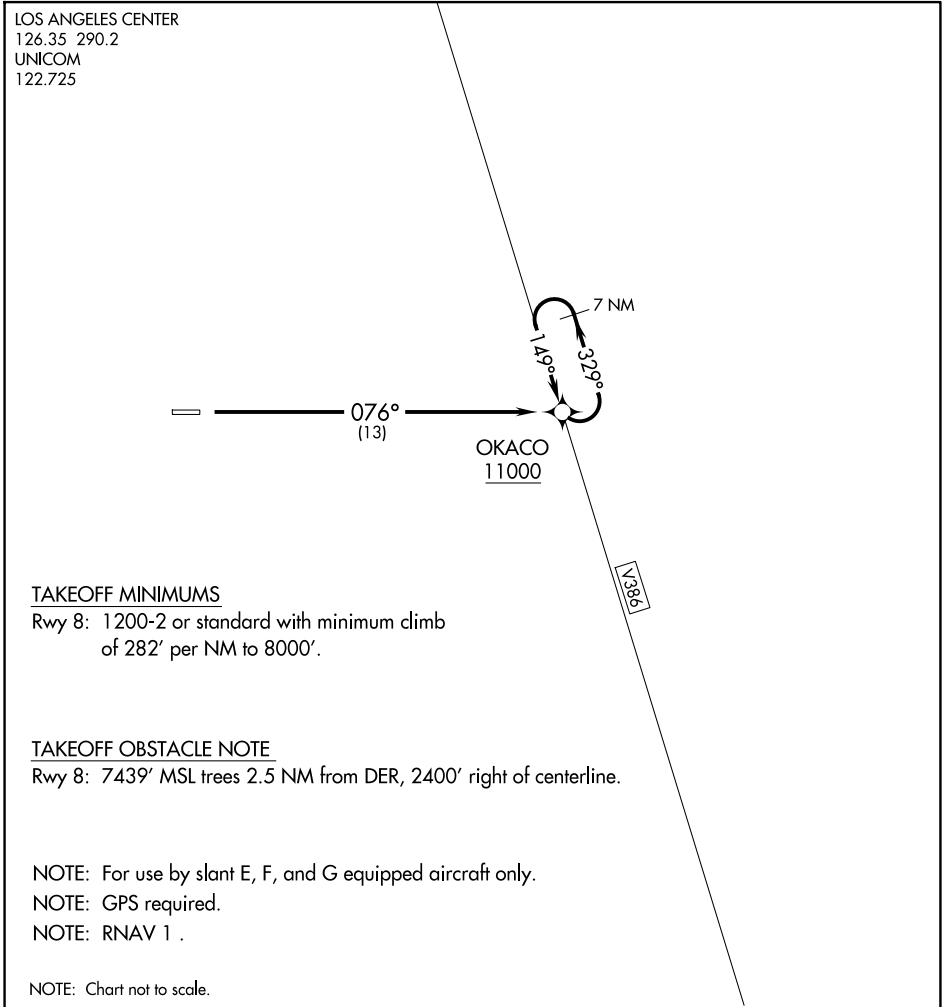 LOS ANGELES CENTER
126.35 290.2
UNICOM
122.725
7 NM
149°
329°
076°
(13)
OKACO
11000
V386
TAKEOFF MINIMUMS
Rwy 8: 1200-2 or standard with minimum climb
of 282' per NM to 8000'.
TAKEOFF OBSTACLE NOTE
Rwy 8: 7439' MSL trees 2.5 NM from DER, 2400' right of centerline.
NOTE: For use by slant E, F, and G equipped aircraft only.
NOTE: GPS required.
NOTE: RNAV 1 .
NOTE: Chart not to scale.